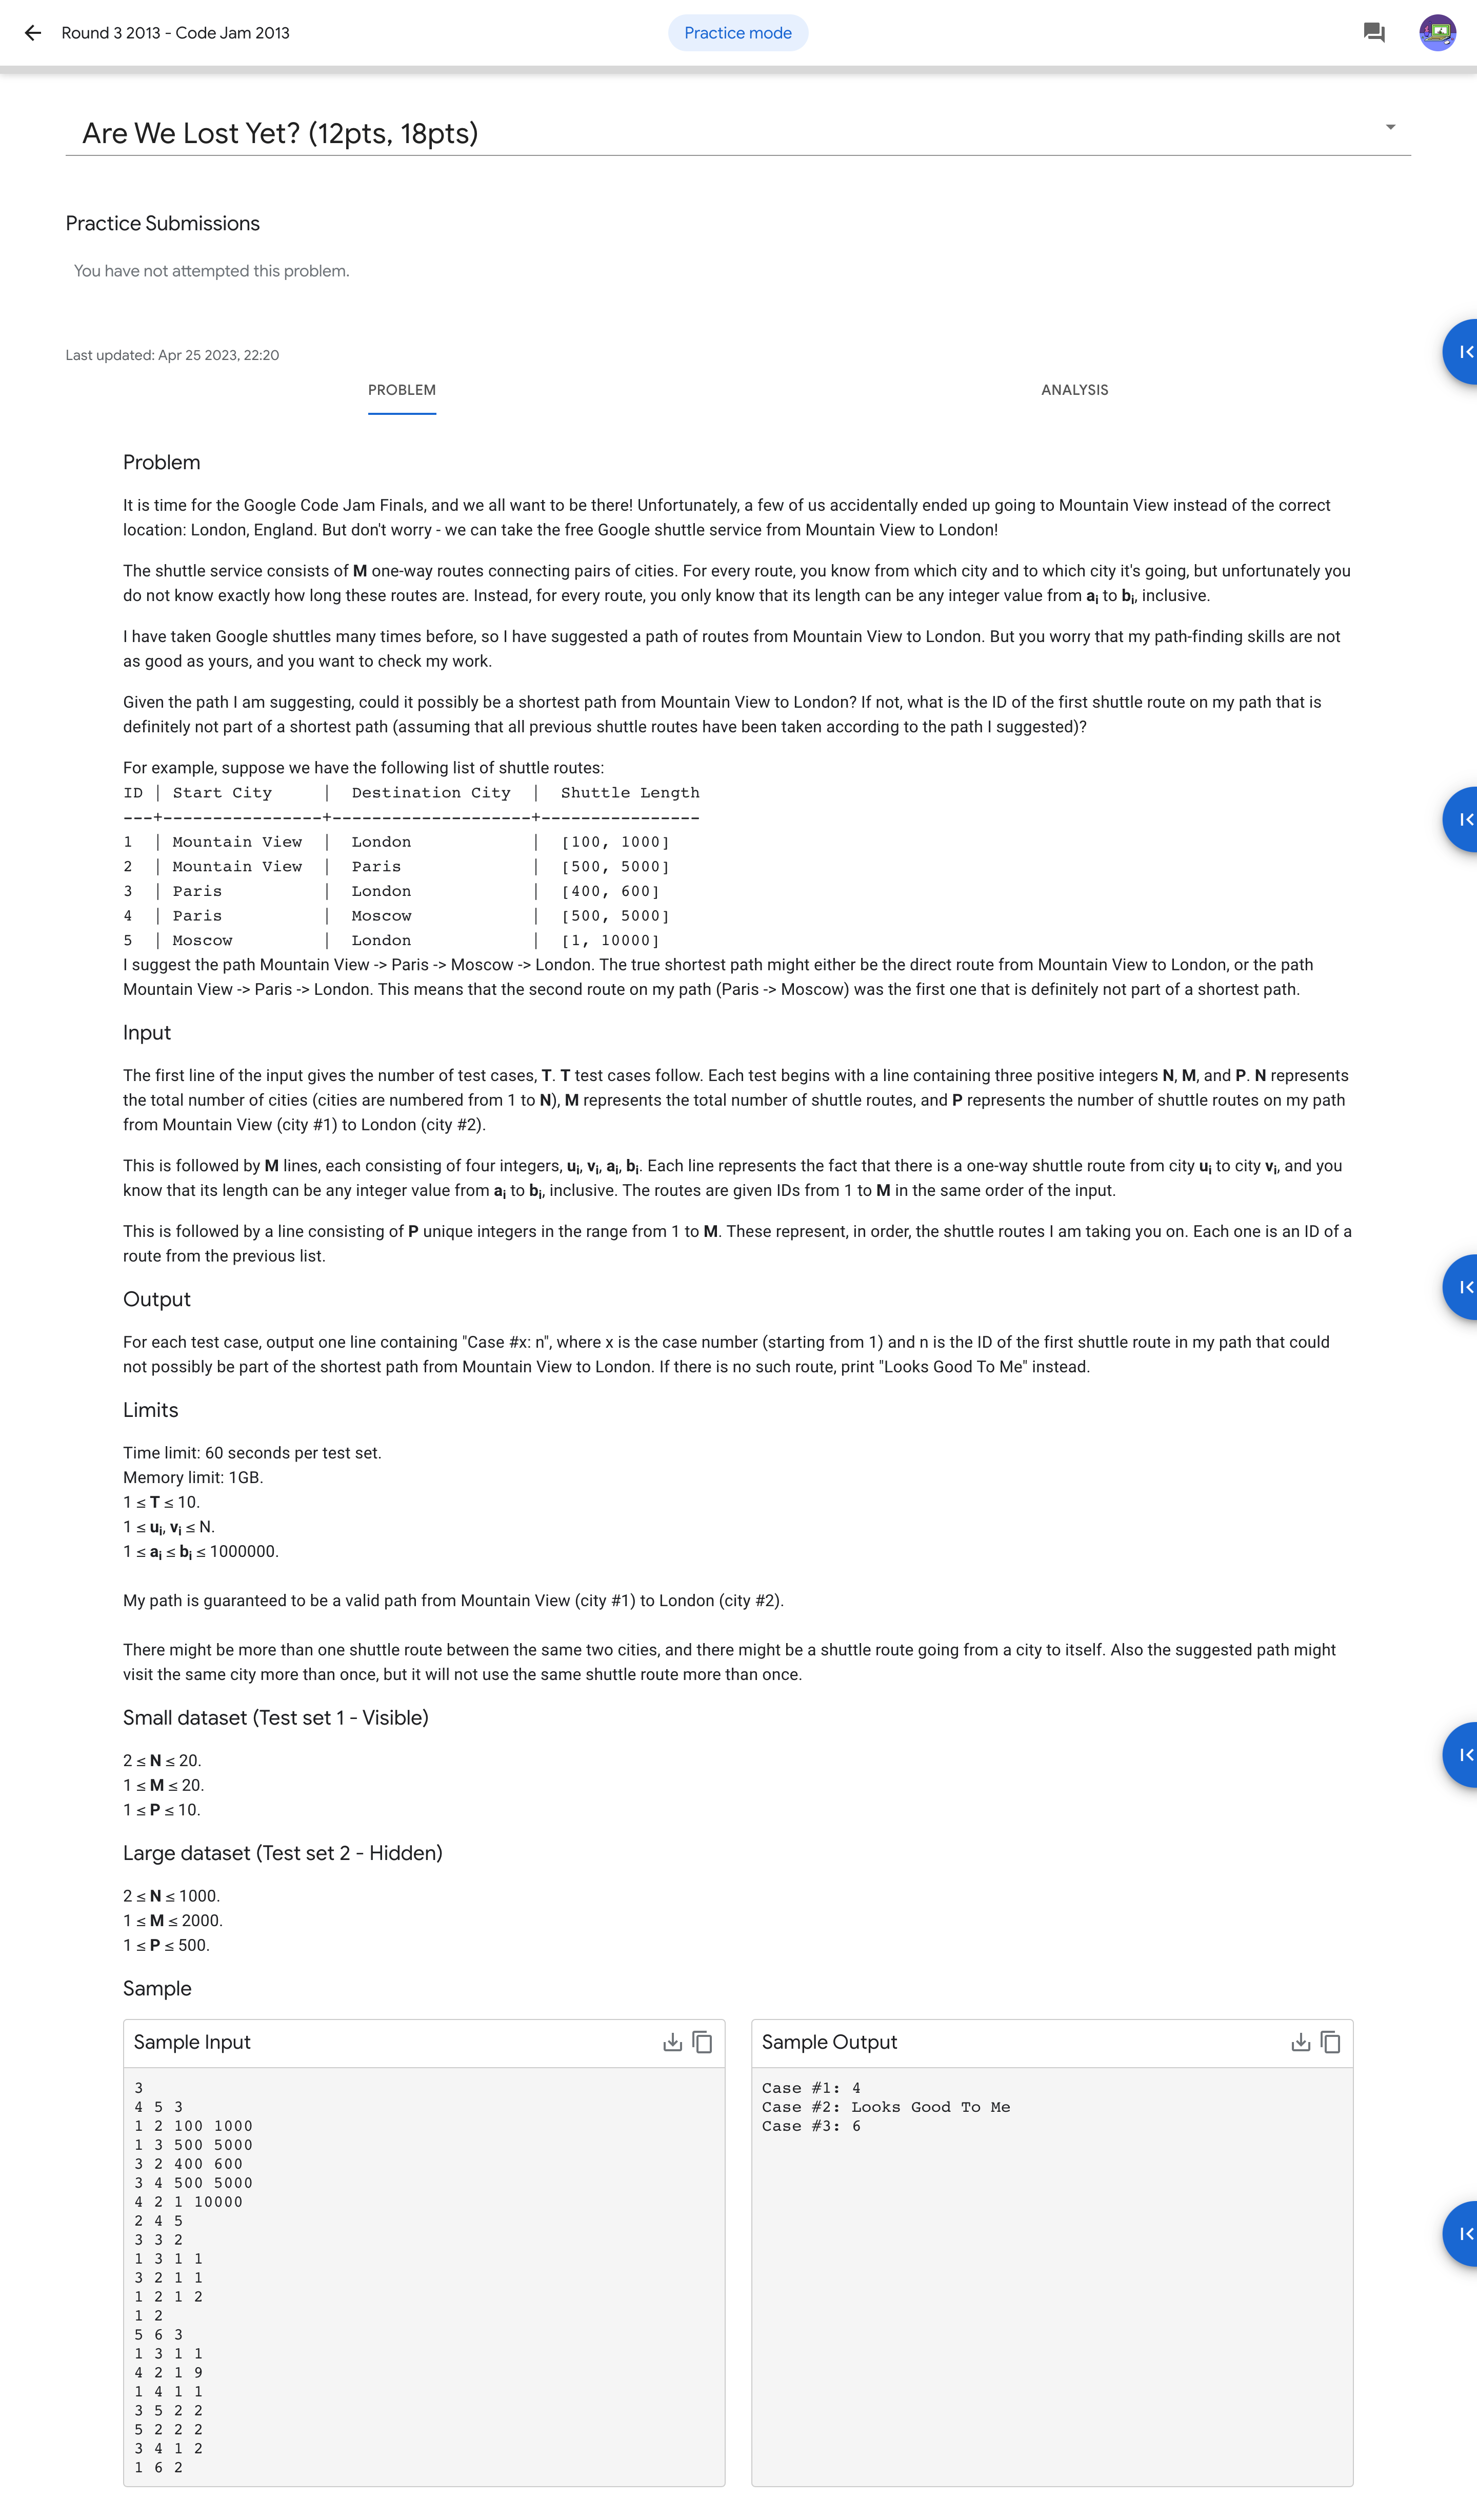 Round 3 2013 - Code Jam 2013
Practice mode
Are We Lost Yet? (12pts, 18pts)
Practice Submissions
You have not attempted this problem.
Last updated: Apr 25 2023, 22:20
PROBLEM
ANALYSIS
Problem
It is time for the Google Code Jam Finals, and we all want to be there! Unfortunately, a few of us accidentally ended up going to Mountain View instead of the correct
location: London, England. But don't worry - we can take the free Google shuttle service from Mountain View to London!
The shuttle service consists of M one-way routes connecting pairs of cities. For every route, you know from which city and to which city it's going, but unfortunately you
do not know exactly how long these routes are. Instead, for every route, you only know that its length can be any integer value from ai to bi, inclusive.
I have taken Google shuttles many times before, so I have suggested a path of routes from Mountain View to London. But you worry that my path-finding skills are not
as good as yours, and you want to check my work.
Given the path I am suggesting, could it possibly be a shortest path from Mountain View to London? If not, what is the ID of the first shuttle route on my path that is
definitely not part of a shortest path (assuming that all previous shuttle routes have been taken according to the path I suggested)?
For example, suppose we have the following list of shuttle routes:
ID | Start City      |  Destination City  |  Shuttle Length
---+-----------------+--------------------+----------------
1  | Mountain View   |  London            |  [100, 1000]
2  | Mountain View   |  Paris             |  [500, 5000]
3  | Paris           |  London            |  [400, 600]
4  | Paris           |  Moscow            |  [500, 5000]
5  | Moscow          |  London            |  [1, 10000]
I suggest the path Mountain View -> Paris -> Moscow -> London. The true shortest path might either be the direct route from Mountain View to London, or the path
Mountain View -> Paris -> London. This means that the second route on my path (Paris -> Moscow) was the first one that is definitely not part of a shortest path.
Input
The first line of the input gives the number of test cases, T. T test cases follow. Each test begins with a line containing three positive integers N, M, and P. N represents
the total number of cities (cities are numbered from 1 to N), M represents the total number of shuttle routes, and P represents the number of shuttle routes on my path
from Mountain View (city #1) to London (city #2).
This is followed by M lines, each consisting of four integers, ui, vi, ai, bi. Each line represents the fact that there is a one-way shuttle route from city ui to city vi, and you
know that its length can be any integer value from ai to bi, inclusive. The routes are given IDs from 1 to M in the same order of the input.
This is followed by a line consisting of P unique integers in the range from 1 to M. These represent, in order, the shuttle routes I am taking you on. Each one is an ID of a
route from the previous list.
Output
For each test case, output one line containing "Case #x: n", where x is the case number (starting from 1) and n is the ID of the first shuttle route in my path that could
not possibly be part of the shortest path from Mountain View to London. If there is no such route, print "Looks Good To Me" instead.
Limits
Time limit: 60 seconds per test set.
Memory limit: 1GB.
1 ≤ T ≤ 10.
1 ≤ ui, vi ≤ N.
1 ≤ ai ≤ bi ≤ 1000000.
My path is guaranteed to be a valid path from Mountain View (city #1) to London (city #2).
There might be more than one shuttle route between the same two cities, and there might be a shuttle route going from a city to itself. Also the suggested path might
visit the same city more than once, but it will not use the same shuttle route more than once.
Small dataset (Test set 1 - Visible)
2 ≤ N ≤ 20.
1 ≤ M ≤ 20.
1 ≤ P ≤ 10.
Large dataset (Test set 2 - Hidden)
2 ≤ N ≤ 1000.
1 ≤ M ≤ 2000.
1 ≤ P ≤ 500.
Sample
Sample Input
3
4 5 3
1 2 100 1000
1 3 500 5000
3 2 400 600
3 4 500 5000
4 2 1 10000
2 4 5
3 3 2
1 3 1 1
3 2 1 1
1 2 1 2
1 2
5 6 3
1 3 1 1
4 2 1 9
1 4 1 1
3 5 2 2
5 2 2 2
3 4 1 2
1 6 2
Sample Output
Case #1: 4
Case #2: Looks Good To Me
Case #3: 6